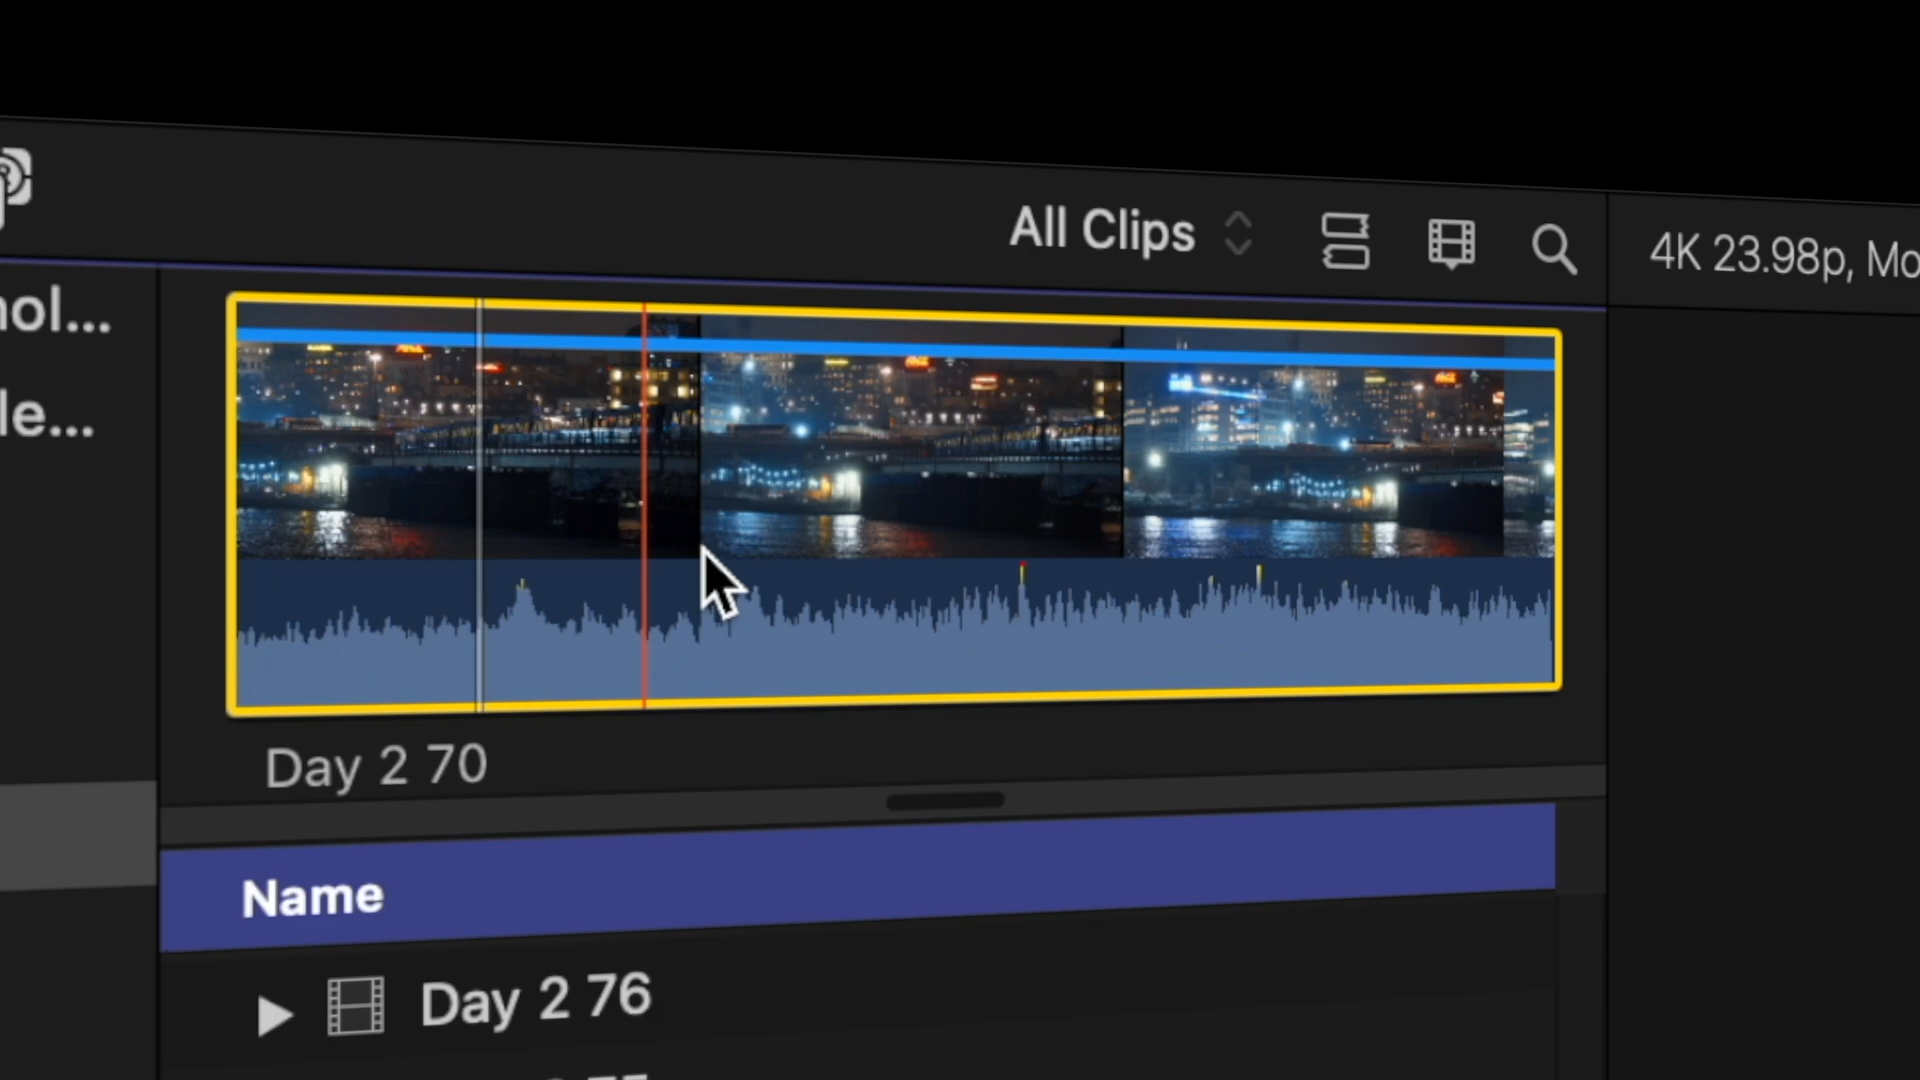 All Clips
4K 23.98p, Mo
nol...
le...
Day 2 70
Name
Day 2 76